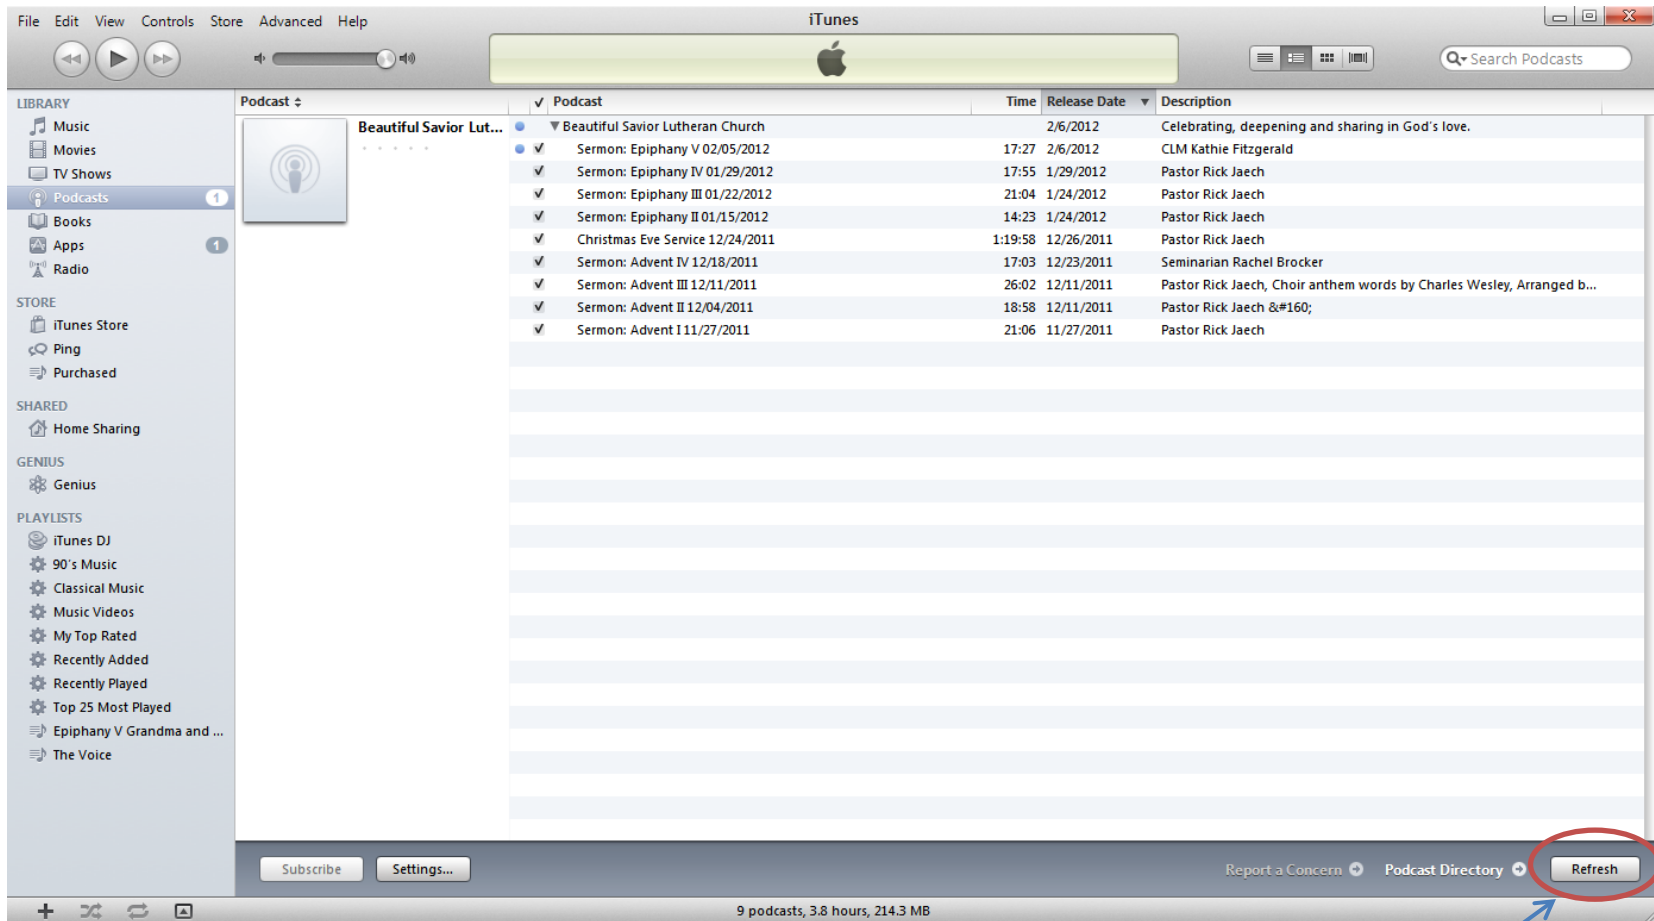 File Edit View Controls Store Advanced Help
iTunes
Search Podcasts
LIBRARY
Music
Movies
TV Shows
Podcasts 1
Books
Apps 1
Radio
STORE
iTunes Store
Ping
Purchased
SHARED
Home Sharing
GENIUS
Genius
PLAYLISTS
iTunes DJ
90's Music
Classical Music
Music Videos
My Top Rated
Recently Added
Recently Played
Top 25 Most Played
Epiphany V Grandma and ...
The Voice
Podcast
Beautiful Savior Lut...
Podcast Time Release Date Description
Beautiful Savior Lutheran Church 2/6/2012 Celebrating, deepening and sharing in God's love.
Sermon: Epiphany V 02/05/2012 17:27 2/6/2012 CLM Kathie Fitzgerald
Sermon: Epiphany IV 01/29/2012 17:55 1/29/2012 Pastor Rick Jaech
Sermon: Epiphany III 01/22/2012 21:04 1/24/2012 Pastor Rick Jaech
Sermon: Epiphany II 01/15/2012 14:23 1/24/2012 Pastor Rick Jaech
Christmas Eve Service 12/24/2011 1:19:58 12/26/2011 Pastor Rick Jaech
Sermon: Advent IV 12/18/2011 17:03 12/23/2011 Seminarian Rachel Brocker
Sermon: Advent III 12/11/2011 26:02 12/11/2011 Pastor Rick Jaech, Choir anthem words by Charles Wesley, Arranged b...
Sermon: Advent II 12/04/2011 18:58 12/11/2011 Pastor Rick Jaech &#160;
Sermon: Advent I 11/27/2011 21:06 11/27/2011 Pastor Rick Jaech
Subscribe Settings... Report a Concern Podcast Directory Refresh
9 podcasts, 3.8 hours, 214.3 MB